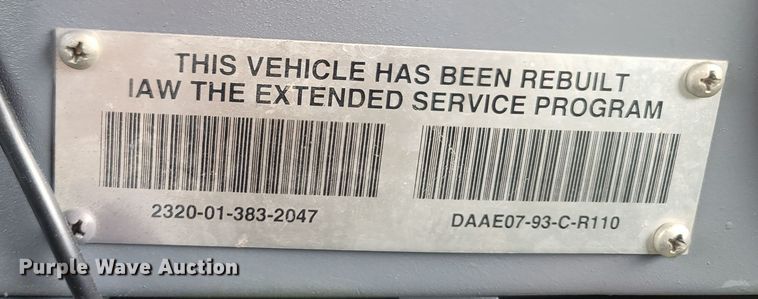 THIS VEHICLE HAS BEEN REBUILT
IAW THE EXTENDED SERVICE PROGRAM
2320-01-383-2047 DAAE07-93-C-R110
Purple Wave Auction